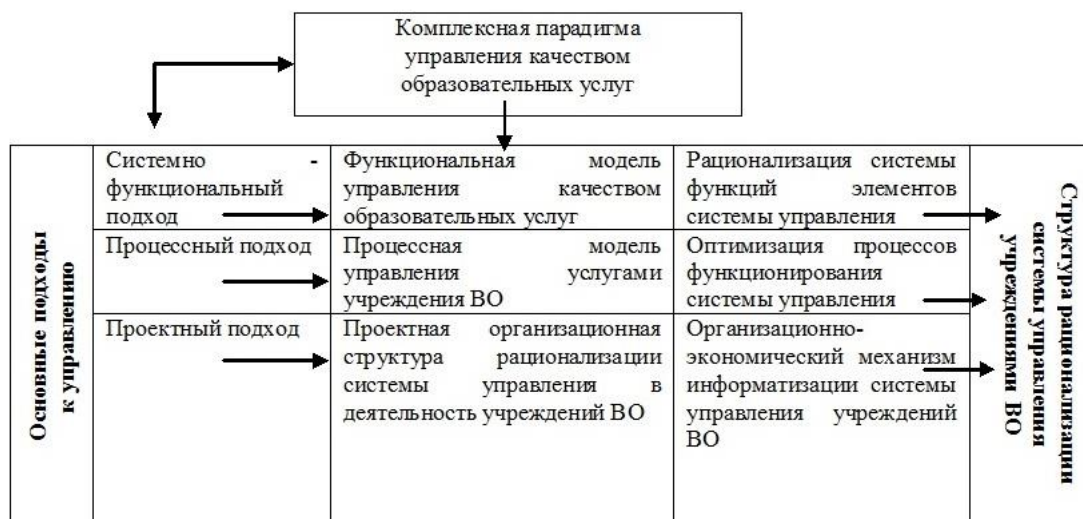 Комплексная парадигма
управления качеством
образовательных услуг
Основные подходы
к управлению
Системно -
функциональный
подход
Функциональная модель
управления качеством
образовательных услуг
Рационализация системы
функций элементов
системы управления
Процессный подход
Процессная модель
управления услугами
учреждения ВО
Оптимизация процессов
функционирования
системы управления
Проектный подход
Проектная организационная
структура рационализации
системы управления в
деятельность учреждений ВО
Организационно-
экономический механизм
информатизации системы
управления учреждений
ВО
Структура рационализации
системы управления
учреждениями ВО